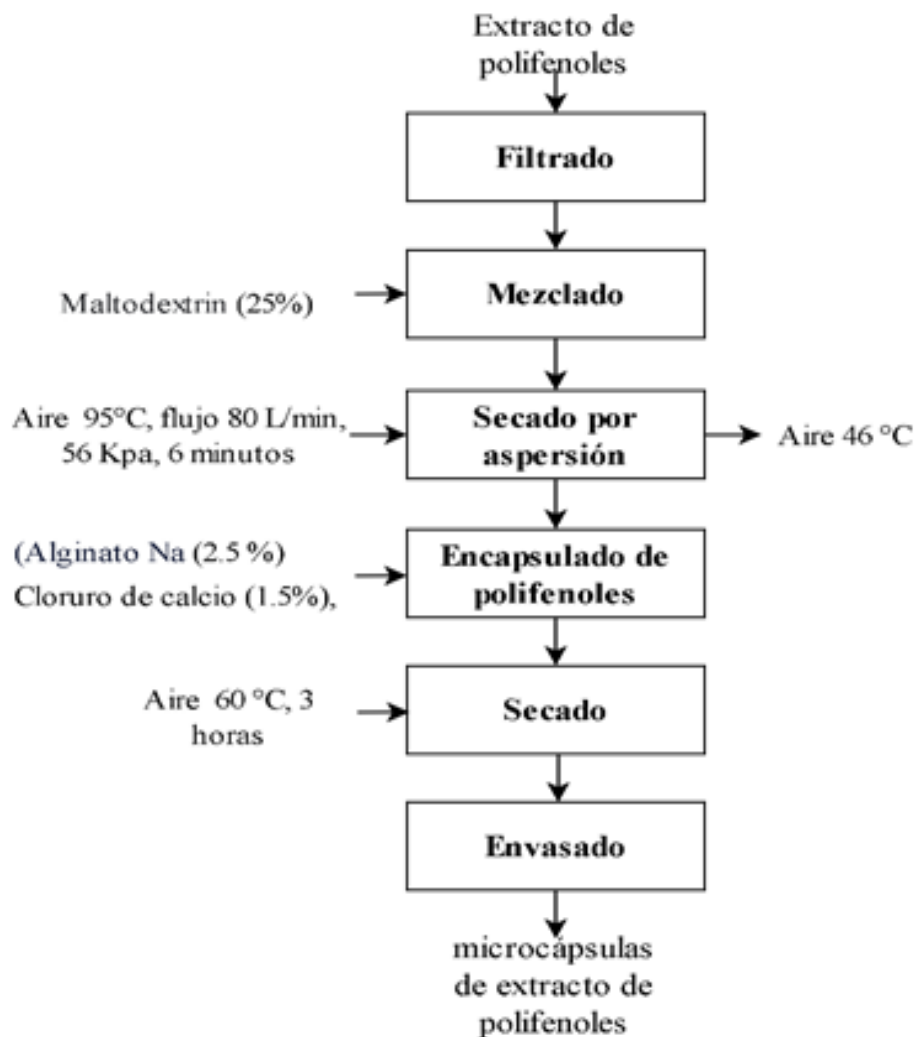 Extracto de
polifenoles
Filtrado
Mezclado
Maltodextrin (25%)
Aire 95°C, flujo 80 L/min,
56 Kpa, 6 minutos
Secado por
aspersión
Aire 46 °C
(Alginato Na (2.5 %)
Cloruro de calcio (1.5%),
Encapsulado de
polifenoles
Aire 60 °C, 3
horas
Secado
Envasado
microcápsulas
de extracto de
polifenoles